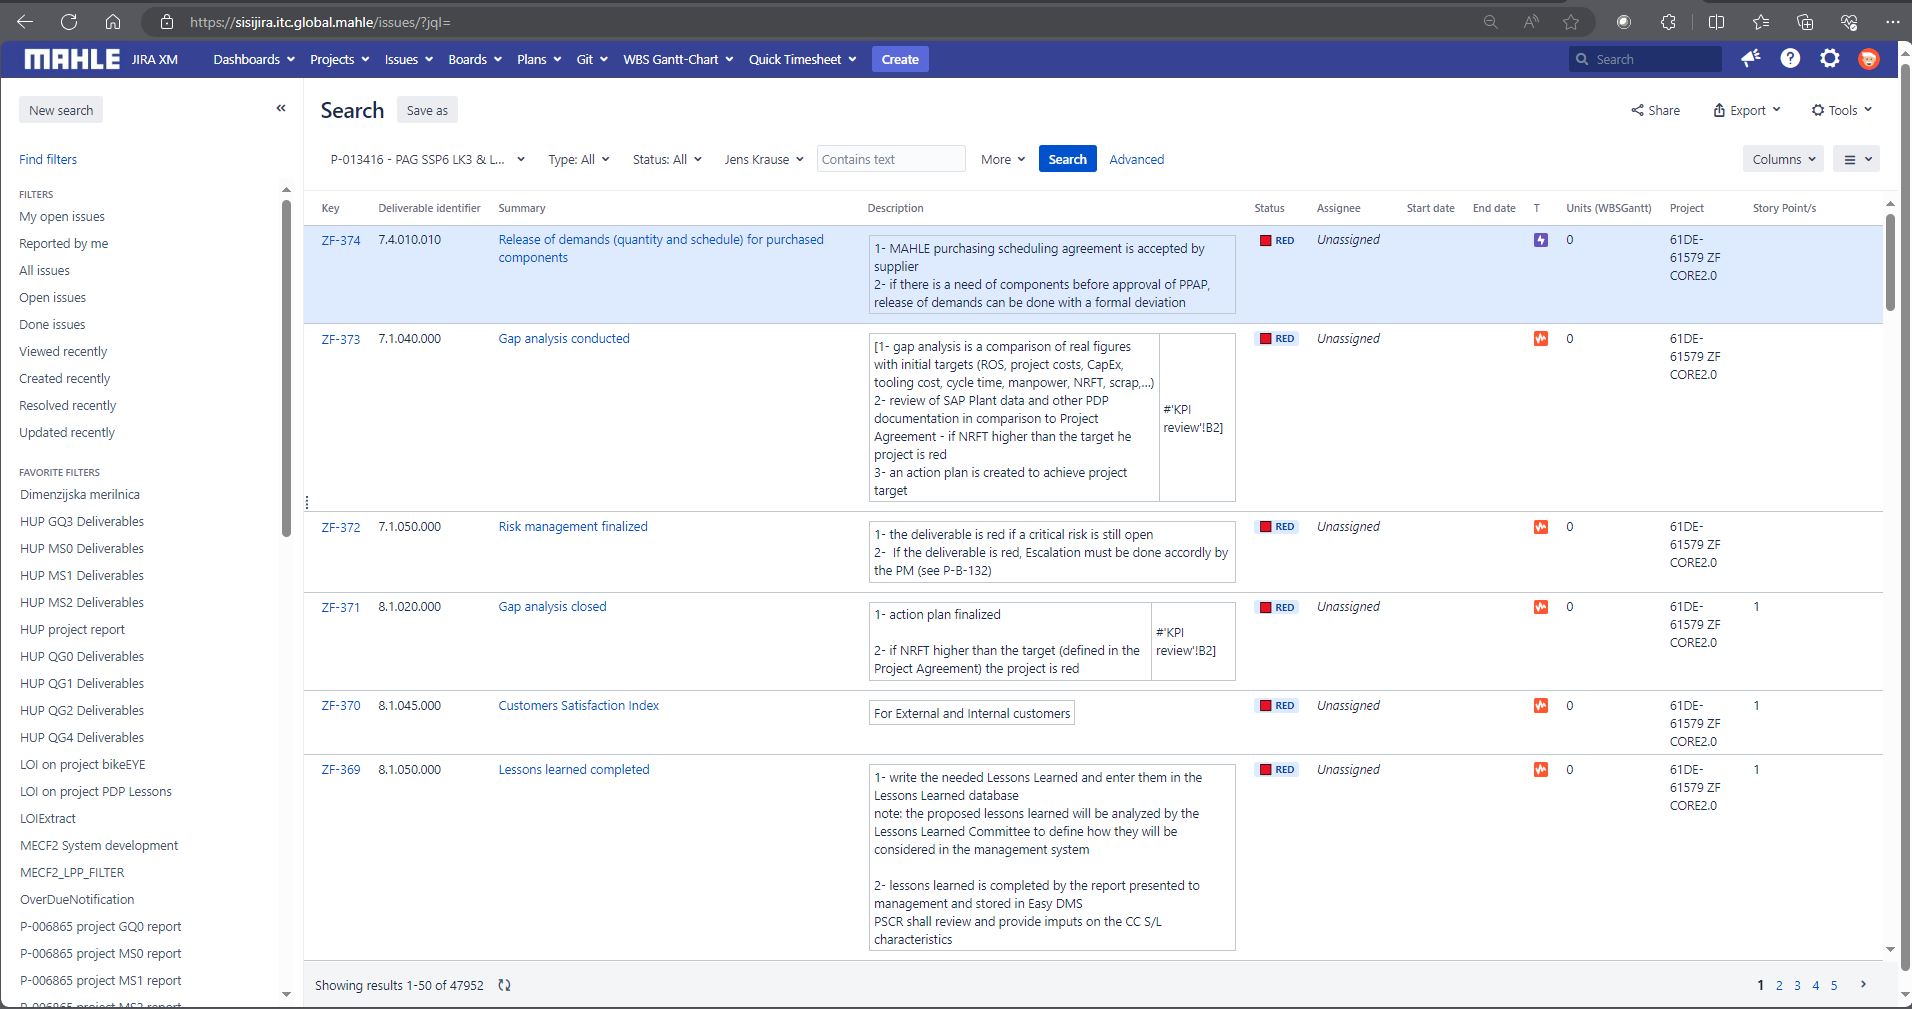 https://sisijira.itc.global.mahle/issues/?jql=
MAHLE JIRA XM Dashboards Projects Issues Boards Plans Git WBS Gantt-Chart Quick Timesheet Create Search
New search
Find filters
FILTERS
My open issues
Reported by me
All issues
Open issues
Done issues
Viewed recently
Created recently
Resolved recently
Updated recently
FAVORITE FILTERS
Dimenzijska merilnica
HUP GQ3 Deliverables
HUP MS0 Deliverables
HUP MS1 Deliverables
HUP MS2 Deliverables
HUP project report
HUP QG0 Deliverables
HUP QG1 Deliverables
HUP QG2 Deliverables
HUP QG4 Deliverables
LOI on project bikeEYE
LOI on project PDP Lessons
LOIExtract
MECF2 System development
MECF2_LPP_FILTER
OverDueNotification
P-006865 project GQ0 report
P-006865 project MS0 report
P-006865 project MS1 report
Search Save as Share Export Tools
P-013416 - PAG SSP6 LK3 & L... Type: All Status: All Jens Krause Contains text More Search Advanced Columns
Key Deliverable identifier Summary Description Status Assignee Start date End date T Units (WBSGantt) Project Story Point/s
ZF-374 7.4.010.010 Release of demands (quantity and schedule) for purchased
components
1- MAHLE purchasing scheduling agreement is accepted by
supplier
2- if there is a need of components before approval of PPAP,
release of demands can be done with a formal deviation
RED Unassigned 0 61DE-
61579 ZF
CORE2.0
ZF-373 7.1.040.000 Gap analysis conducted
[1- gap analysis is a comparison of real figures
with initial targets (ROS, project costs, CapEx,
tooling cost, cycle time, manpower, NRFT, scrap,...)
2- review of SAP Plant data and other PDP
documentation in comparison to Project
Agreement - if NRFT higher than the target he
project is red
3- an action plan is created to achieve project
target
#'KPI
review'!B2]
RED Unassigned 0 61DE-
61579 ZF
CORE2.0
ZF-372 7.1.050.000 Risk management finalized
1- the deliverable is red if a critical risk is still open
2- If the deliverable is red, Escalation must be done accordly by
the PM (see P-B-132)
RED Unassigned 0 61DE-
61579 ZF
CORE2.0
ZF-371 8.1.020.000 Gap analysis closed
1- action plan finalized
2- if NRFT higher than the target (defined in the
Project Agreement) the project is red
#'KPI
review'!B2]
RED Unassigned 0 61DE-
61579 ZF
CORE2.0
1
ZF-370 8.1.045.000 Customers Satisfaction Index
For External and Internal customers
RED Unassigned 0 61DE-
61579 ZF
CORE2.0
1
ZF-369 8.1.050.000 Lessons learned completed
1- write the needed Lessons Learned and enter them in the
Lessons Learned database
note: the proposed lessons learned will be analyzed by the
Lessons Learned Committee to define how they will be
considered in the management system
2- lessons learned is completed by the report presented to
management and stored in Easy DMS
PSCR shall review and provide imputs on the CC S/L
characteristics
RED Unassigned 0 61DE-
61579 ZF
CORE2.0
1
Showing results 1-50 of 47952 1 2 3 4 5